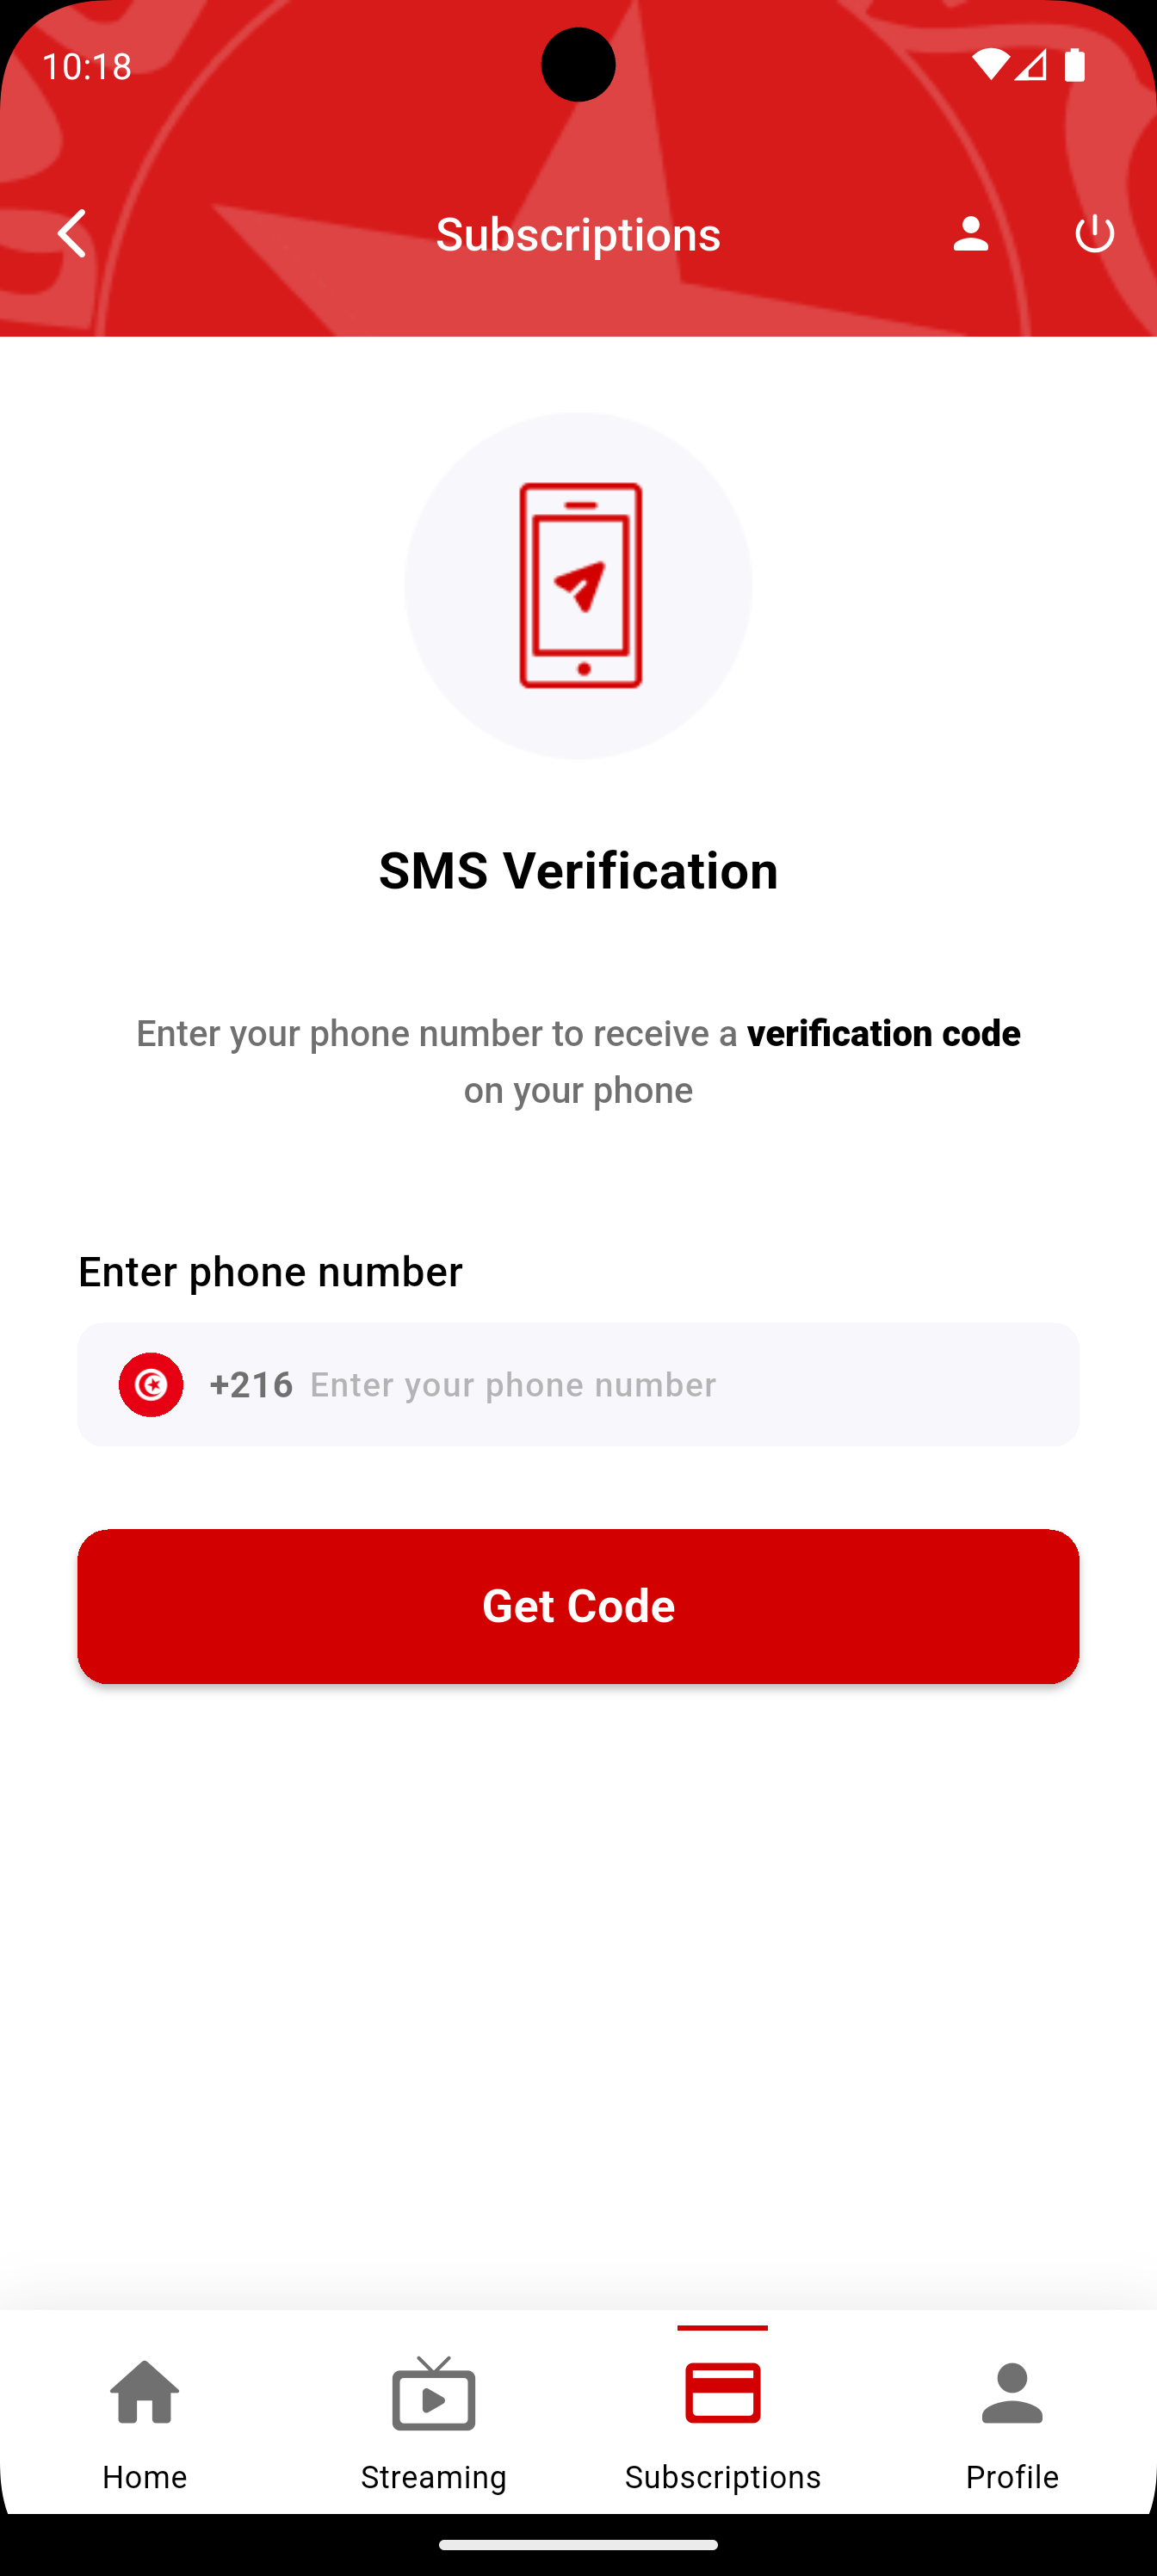 10:18
Subscriptions
SMS Verification
Enter your phone number to receive a verification code
on your phone
Enter phone number
+216 Enter your phone number
Get Code
Home
Streaming
Subscriptions
Profile